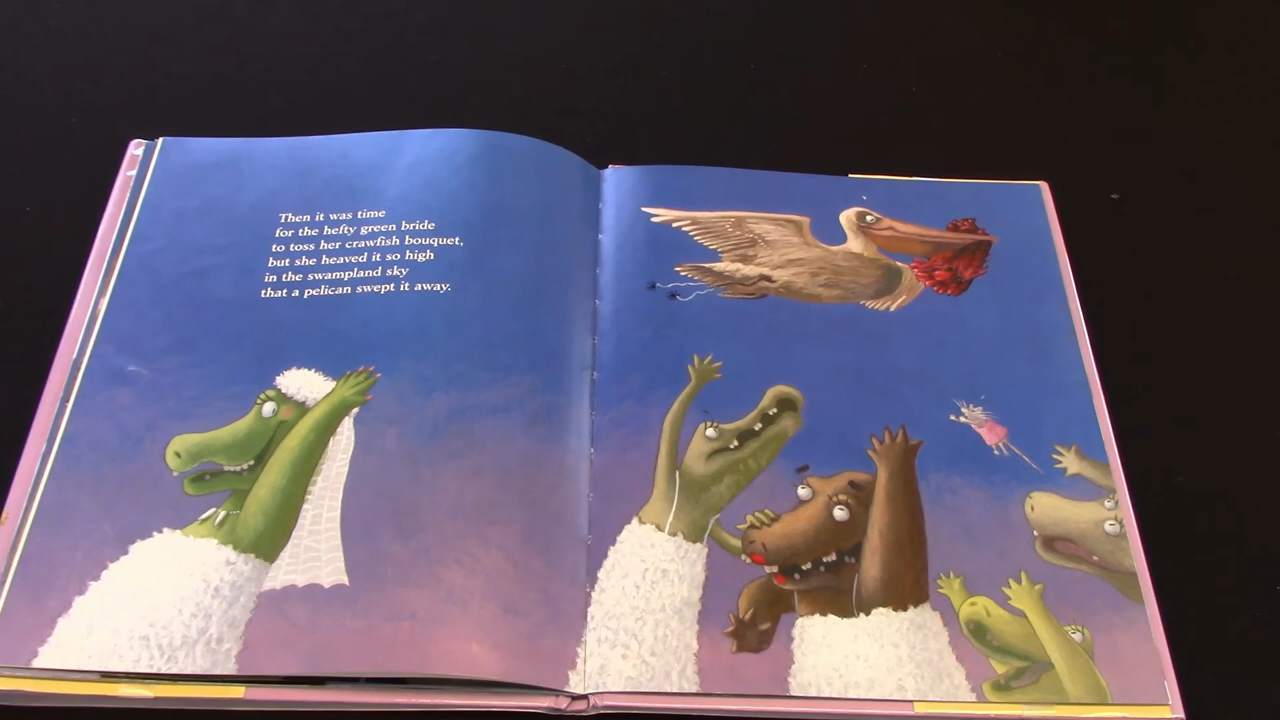 Then it was time
for the hefty green bride
to toss her crawfish bouquet,
but she heaved it so high
in the swampland sky
that a pelican swept it away.